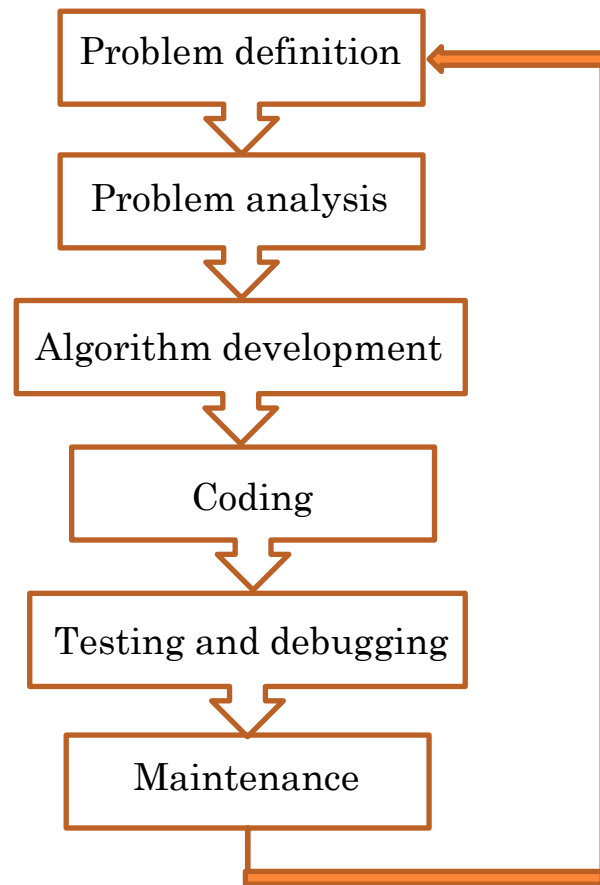 Problem definition
Problem analysis
Algorithm development
Coding
Testing and debugging
Maintenance